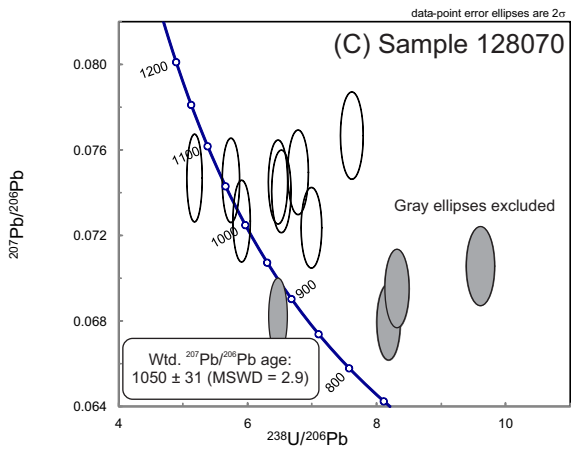 data-point error ellipses are 2σ
(C) Sample 128070
0.080
1200
0.076
1100
Gray ellipses excluded
207Pb/206Pb
0.072
1000
900
0.068
Wtd. 207Pb/206Pb age:
1050 ± 31 (MSWD = 2.9)
800
0.064
4 6 8 10
238U/206Pb